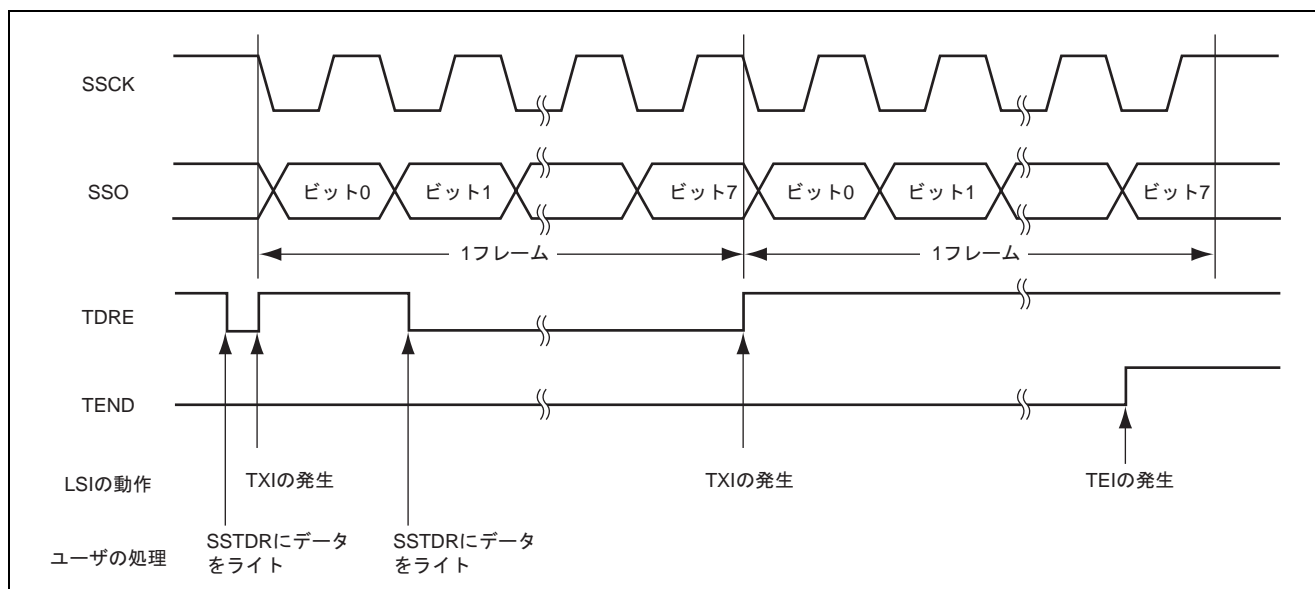 SSCK
SSO
ビット0
ビット1
ビット7
ビット0
ビット1
ビット7
1フレーム
1フレーム
TDRE
TEND
LSIの動作
TXIの発生
TXIの発生
TEIの発生
ユーザの処理
SSTDRにデータ
をライト
SSTDRにデータ
をライト